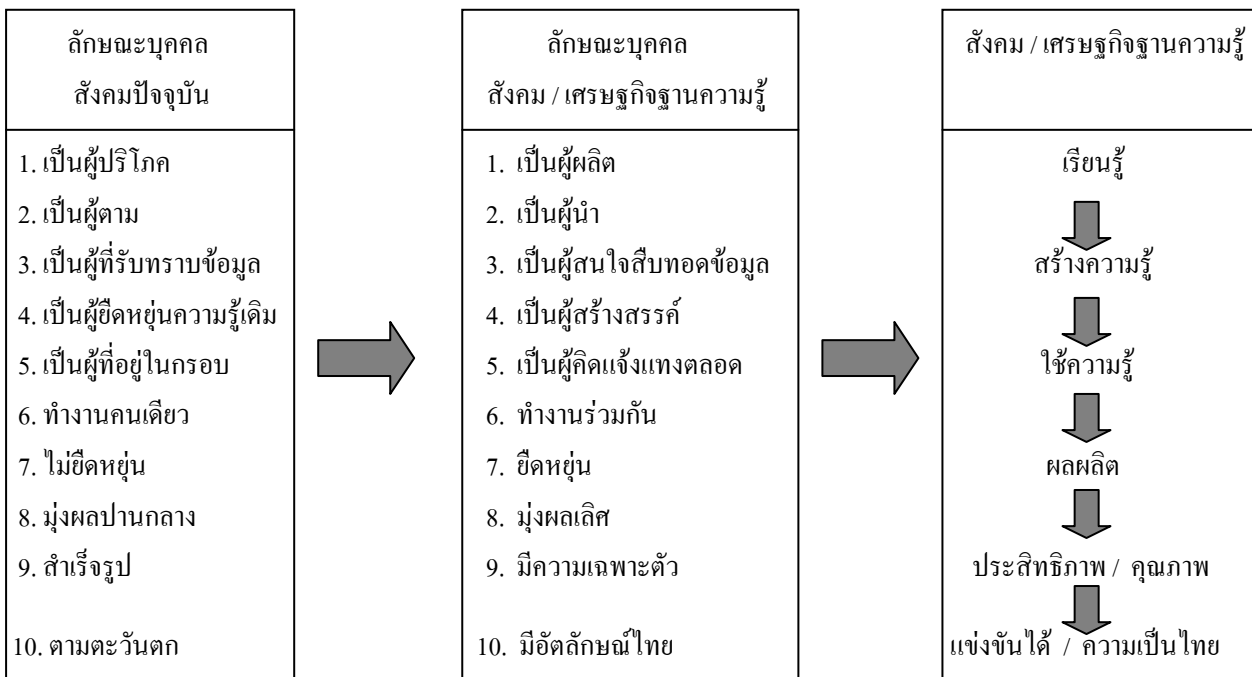 ลักษณะบุคคล
สังคมปัจจุบัน
1. เป็นผู้บริโภค
2. เป็นผู้ตาม
3. เป็นผู้ที่รับทราบข้อมูล
4. เป็นผู้ยืดหยุ่นความรู้เดิม
5. เป็นผู้ที่อยู่ในกรอบ
6. ทำงานคนเดียว
7. ไม่ยืดหยุ่น
8. มุ่งผลปานกลาง
9. สำเร็จรูป
10. ตามตะวันตก
ลักษณะบุคคล
สังคม / เศรษฐกิจฐานความรู้
1. เป็นผู้ผลิต
2. เป็นผู้นำ
3. เป็นผู้สนใจสืบทอดข้อมูล
4. เป็นผู้สร้างสรรค์
5. เป็นผู้คิดแจ้งแทงตลอด
6. ทำงานร่วมกัน
7. ยืดหยุ่น
8. มุ่งผลเลิศ
9. มีความเฉพาะตัว
10. มีอัตลักษณ์ไทย
สังคม / เศรษฐกิจฐานความรู้
เรียนรู้
สร้างความรู้
ใช้ความรู้
ผลผลิต
ประสิทธิภาพ / คุณภาพ
แข่งขันได้ / ความเป็นไทย